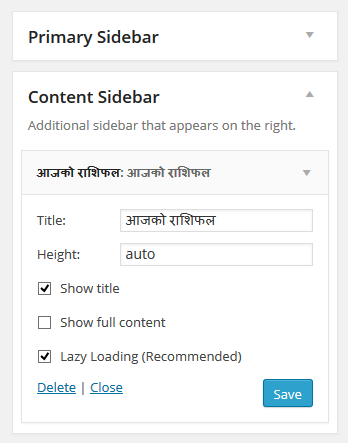 Primary Sidebar
Content Sidebar
Additional sidebar that appears on the right.
आजको राशिफल: आजको राशिफल
Title: आजको राशिफल
Height: auto
Show title
Show full content
Lazy Loading (Recommended)
Delete | Close Save